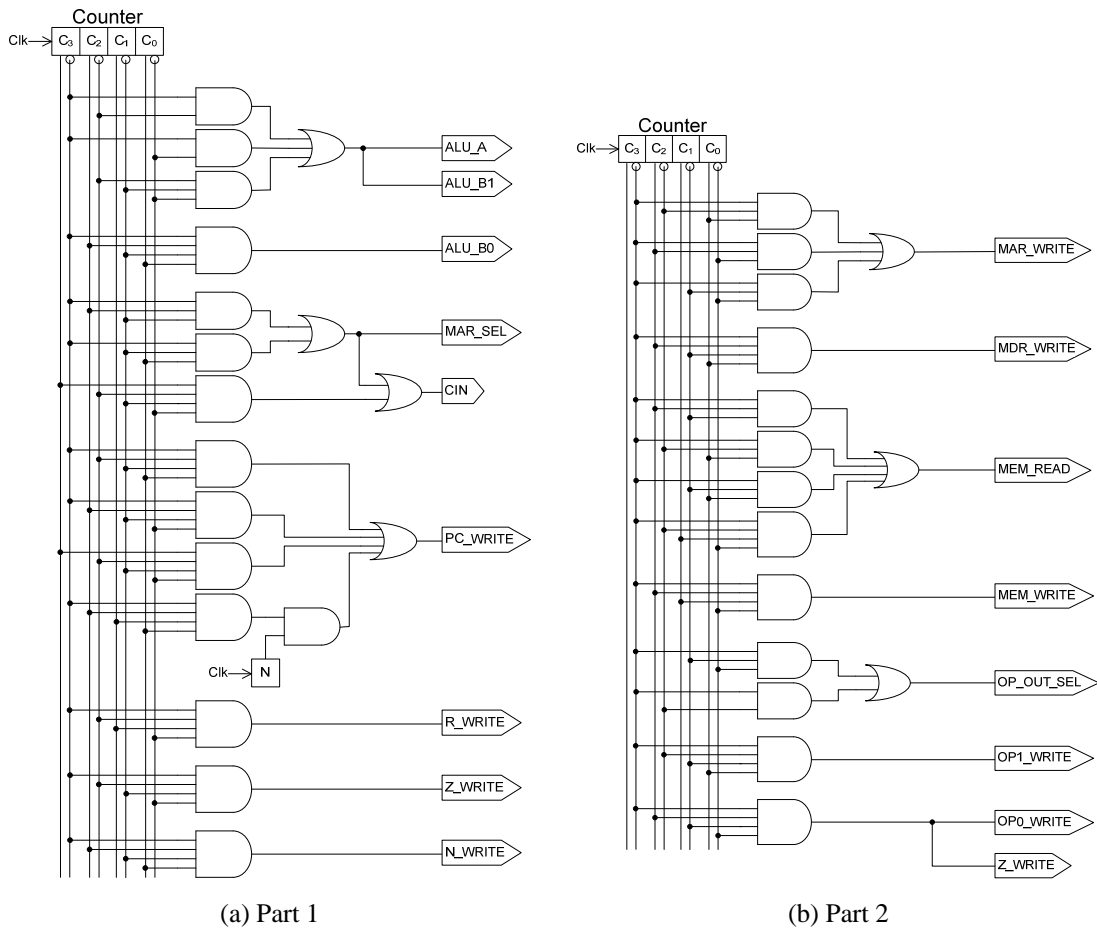 Counter
Clk
C3 C2 C1 C0
ALU_A
ALU_B1
ALU_B0
MAR_SEL
CIN
PC_WRITE
Clk
N
R_WRITE
Z_WRITE
N_WRITE
(a) Part 1
Counter
Clk
C3 C2 C1 C0
MAR_WRITE
MDR_WRITE
MEM_READ
MEM_WRITE
OP_OUT_SEL
OP1_WRITE
OP0_WRITE
Z_WRITE
(b) Part 2